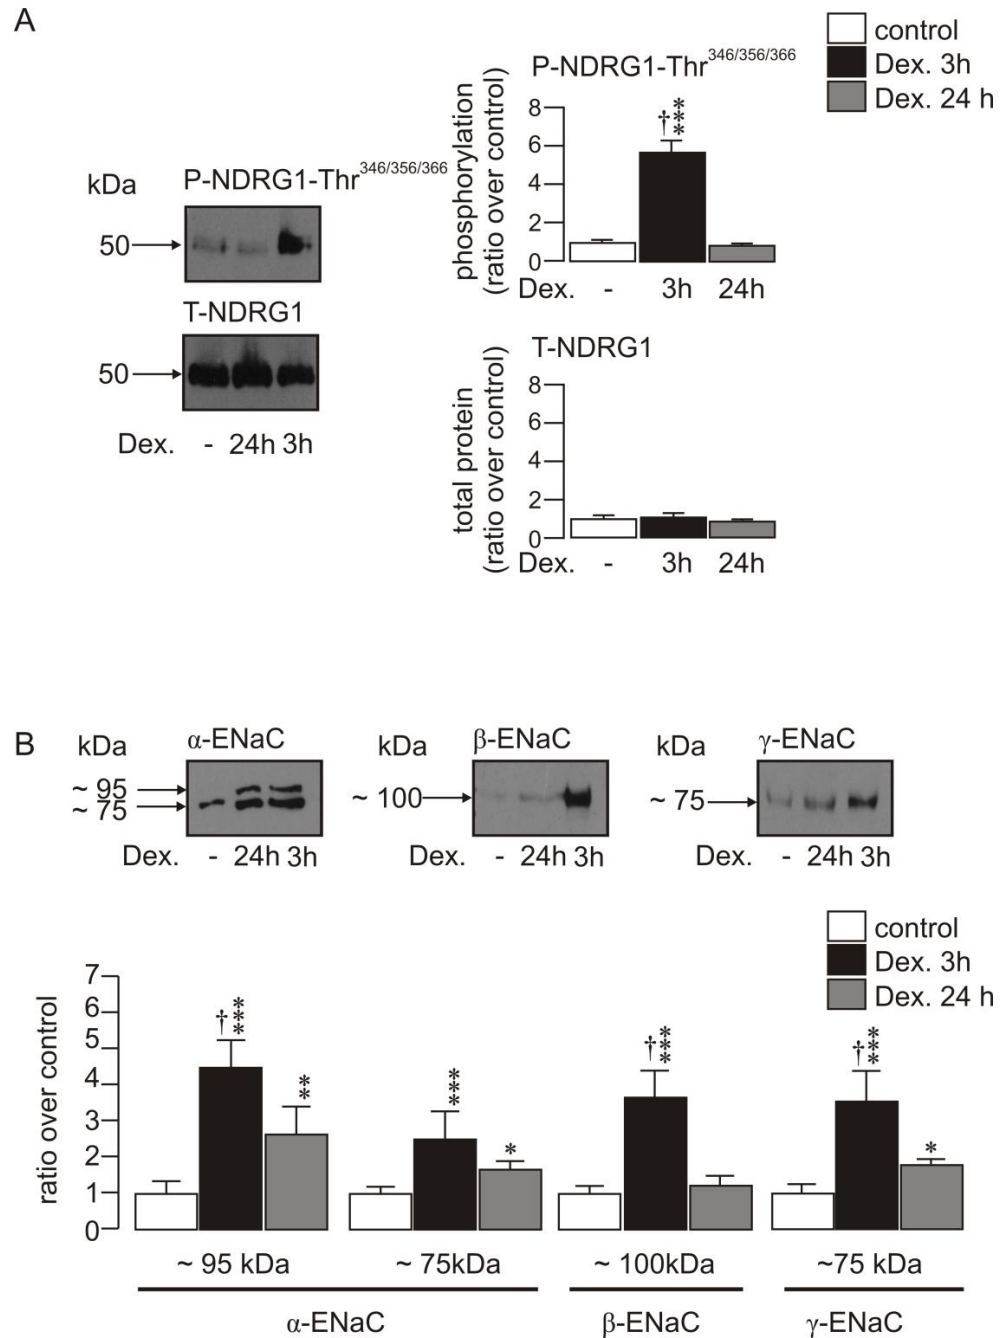 A
control
Dex. 3h
Dex. 24 h
kDa
P-NDRG1-Thr346/356/366
50
T-NDRG1
50
Dex. - 24h 3h
P-NDRG1-Thr346/356/366
phosphorylation
(ratio over control)
8
6
4
2
0
***
†
Dex. - 3h 24h
T-NDRG1
total protein
(ratio over control)
8
6
4
2
0
Dex. - 3h 24h
B
kDa
α-ENaC
~ 95
~ 75
Dex. - 24h 3h
kDa
β-ENaC
~ 100
Dex. - 24h 3h
kDa
γ-ENaC
~ 75
Dex. - 24h 3h
control
Dex. 3h
Dex. 24 h
ratio over control
7
6
5
4
3
2
1
0
†*** ** *** * †*** †*** *
~ 95 kDa ~ 75kDa ~ 100kDa ~75 kDa
α-ENaC β-ENaC γ-ENaC